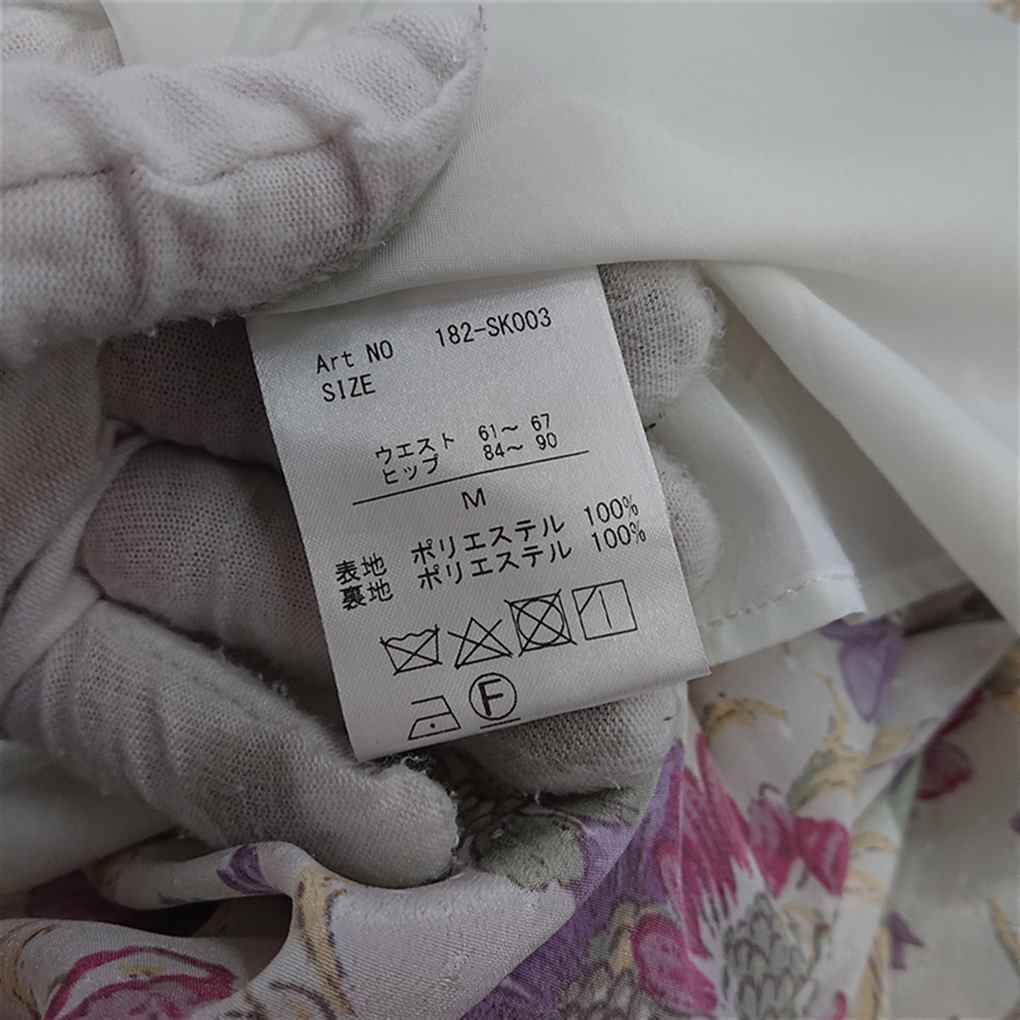 Art NO 182-SK003
SIZE
ウエスト 61～ 67
ヒップ 84～ 90
M
表地 ポリエステル 100%
裏地 ポリエステル 100%
F